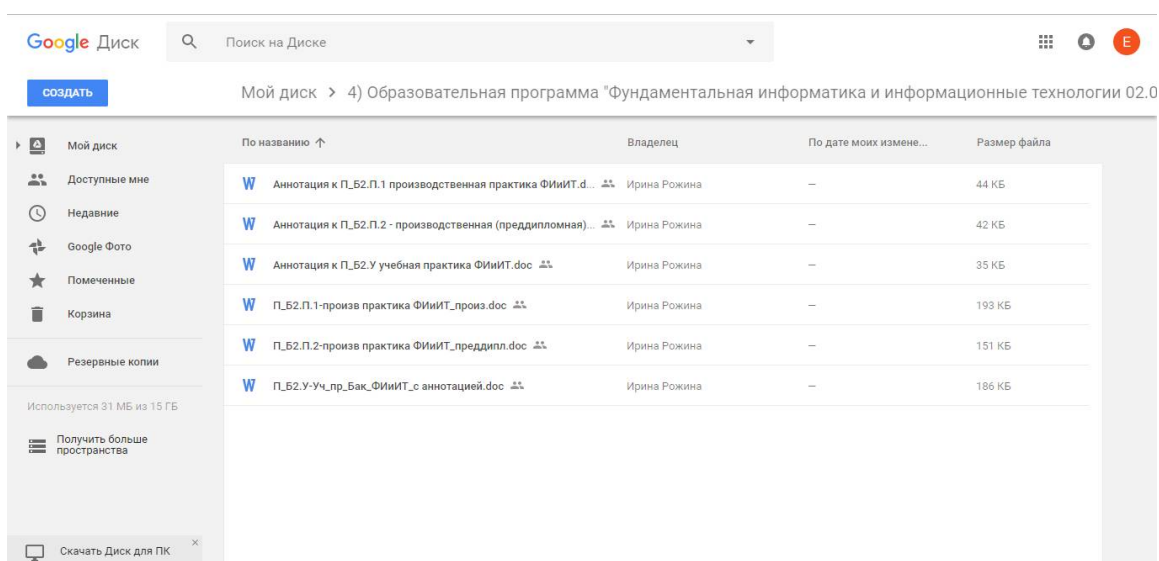 Google Диск
Поиск на Диске
E
СОЗДАТЬ
Мой диск > 4) Образовательная программа "Фундаментальная информатика и информационные технологии 02.0
Мой диск
Доступные мне
Недавние
Google Фото
Помеченные
Корзина
Резервные копии
Используется 31 МБ из 15 ГБ
Получить больше
пространства
Скачать Диск для ПК
По названию Владелец По дате моих измене... Размер файла
W Аннотация к П_Б2.П.1 производственная практика ФИиИТ.d... Ирина Рожина – 44 КБ
W Аннотация к П_Б2.П.2 - производственная (преддипломная)... Ирина Рожина – 42 КБ
W Аннотация к П_Б2.У учебная практика ФИиИТ.doc Ирина Рожина – 35 КБ
W П_Б2.П.1-произв практика ФИиИТ_произ.doc Ирина Рожина – 193 КБ
W П_Б2.П.2-произв практика ФИиИТ_преддипл.doc Ирина Рожина – 151 КБ
W П_Б2.У-Уч_пр_Бак_ФИиИТ_с аннотацией.doc Ирина Рожина – 186 КБ